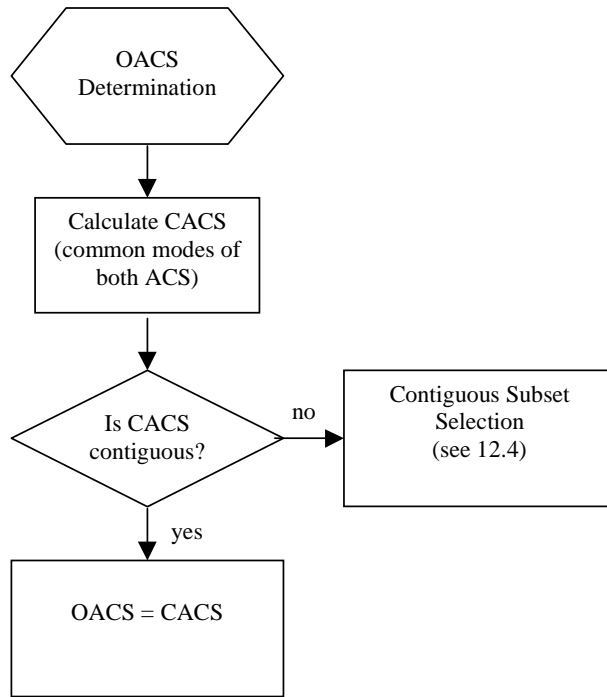 OACS
Determination
Calculate CACS
(common modes of
both ACS)
Is CACS
contiguous?
no
Contiguous Subset
Selection
(see 12.4)
yes
OACS = CACS